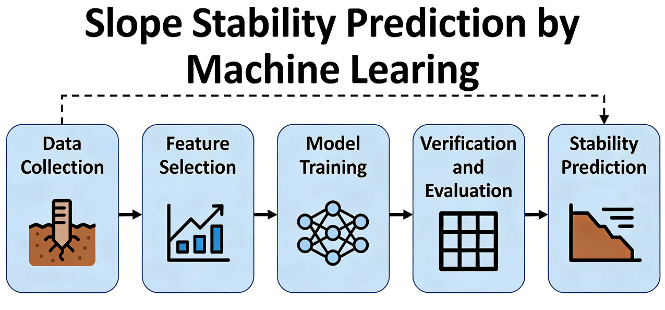 Slope Stability Prediction by
Machine Learing
Data
Collection
Feature
Selection
Model
Training
Verification
and
Evaluation
Stability
Prediction